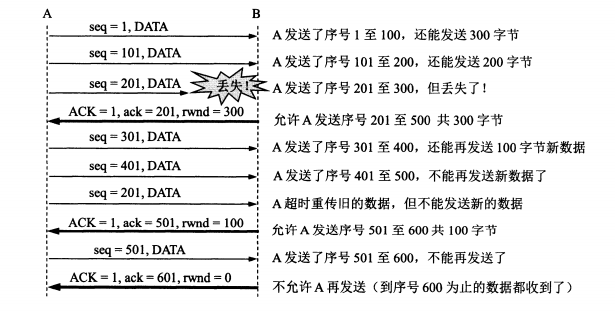 A B
seq = 1, DATA A 发送了序号 1 至 100，还能发送 300 字节
seq = 101, DATA A 发送了序号 101 至 200，还能发送 200 字节
seq = 201, DATA 丢失！ A 发送了序号 201 至 300，但丢失了！
ACK = 1, ack = 201, rwnd = 300 允许 A 发送序号 201 至 500 共 300 字节
seq = 301, DATA A 发送了序号 301 至 400，还能再发送 100 字节新数据
seq = 401, DATA A 发送了序号 401 至 500，不能再发送新数据了
seq = 201, DATA A 超时重传旧的数据，但不能发送新的数据
ACK = 1, ack = 501, rwnd = 100 允许 A 发送序号 501 至 600 共 100 字节
seq = 501, DATA A 发送了序号 501 至 600，不能再发送了
ACK = 1, ack = 601, rwnd = 0 不允许 A 再发送（到序号 600 为止的数据都收到了）